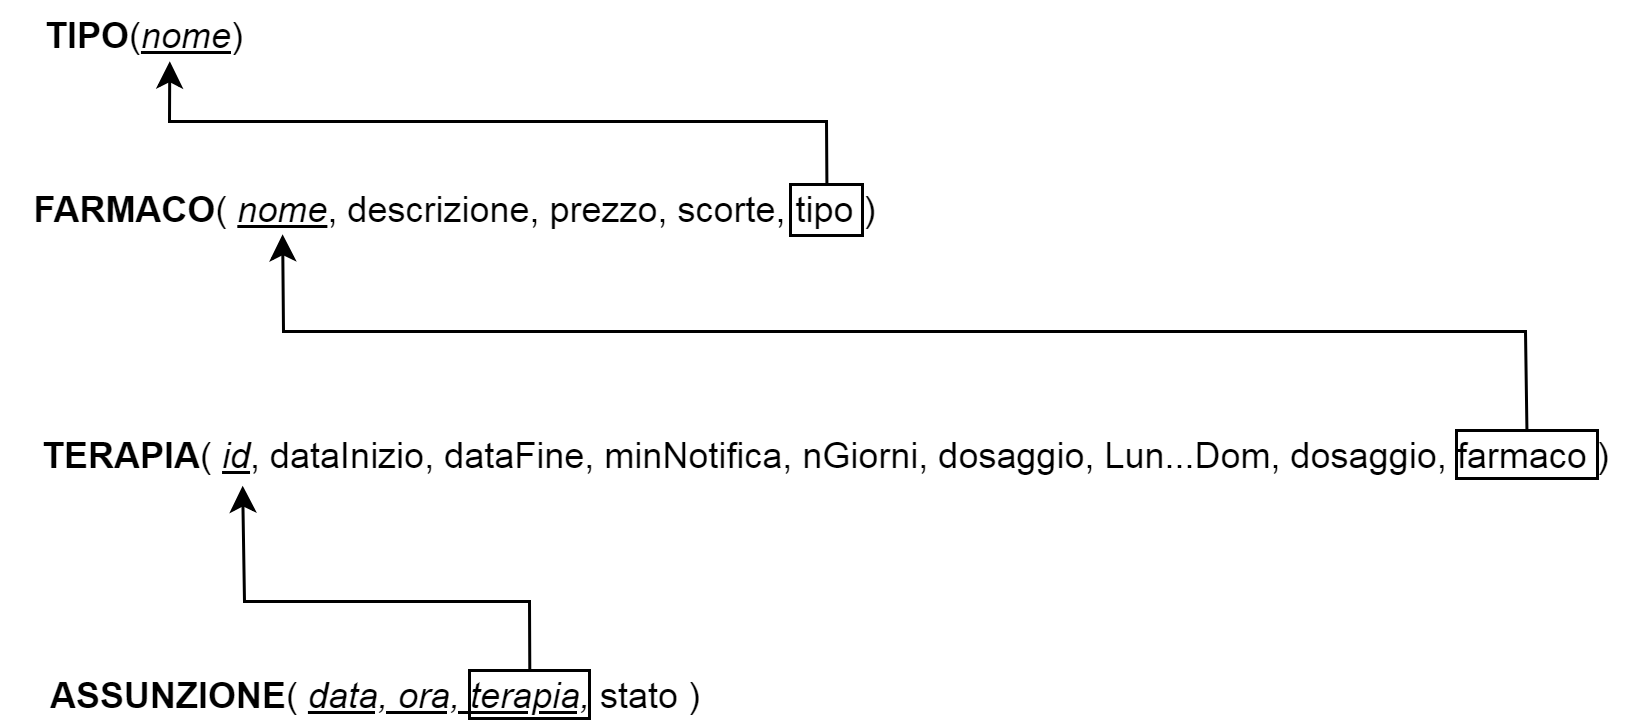 TIPO(nome)
FARMACO( nome, descrizione, prezzo, scorte, tipo )
TERAPIA( id, dataInizio, dataFine, minNotifica, nGiorni, dosaggio, Lun...Dom, dosaggio, farmaco )
ASSUNZIONE( data, ora, terapia, stato )